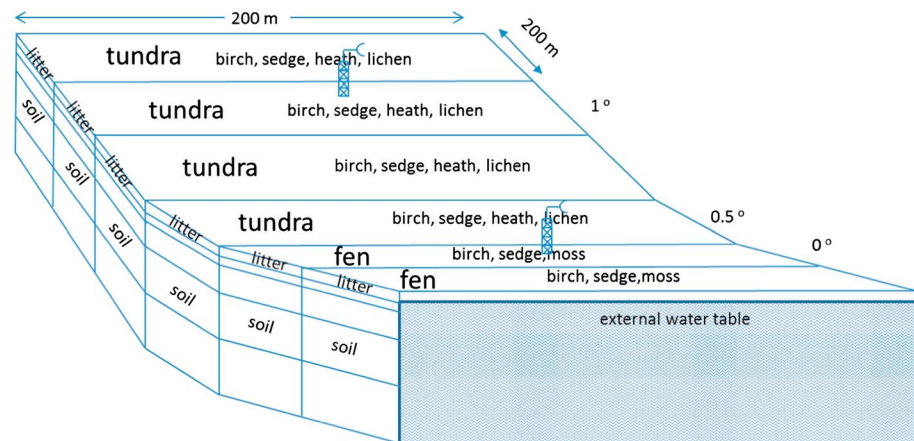 200 m
200 m
tundra birch, sedge, heath, lichen
litter
1 º
tundra birch, sedge, heath, lichen
soil
litter
tundra birch, sedge, heath, lichen
soil
litter
tundra birch, sedge, heath, lichen
0.5 º
soil
litter
0 º
fen birch, sedge,moss
litter
fen birch, sedge,moss
litter
soil
external water table
soil
soil